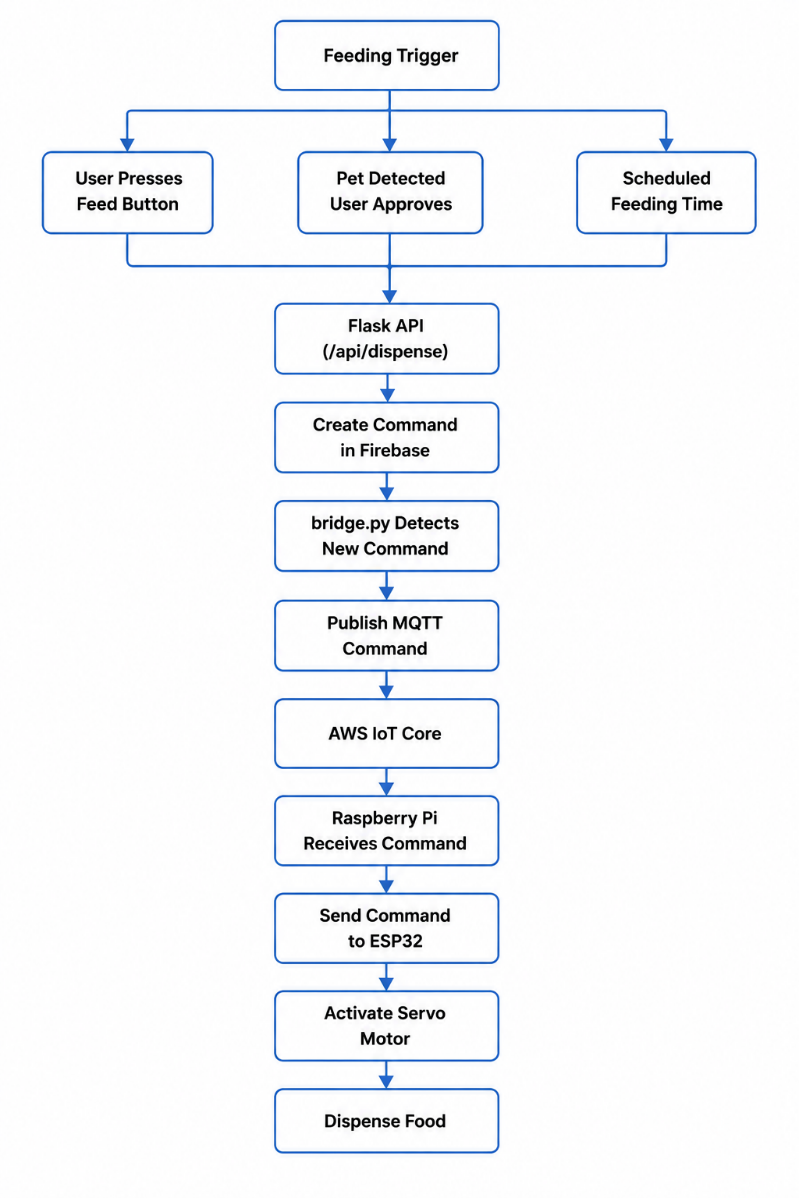 Feeding Trigger
User Presses
Feed Button
Pet Detected
User Approves
Scheduled
Feeding Time
Flask API
(/api/dispense)
Create Command
in Firebase
bridge.py Detects
New Command
Publish MQTT
Command
AWS IoT Core
Raspberry Pi
Receives Command
Send Command
to ESP32
Activate Servo
Motor
Dispense Food